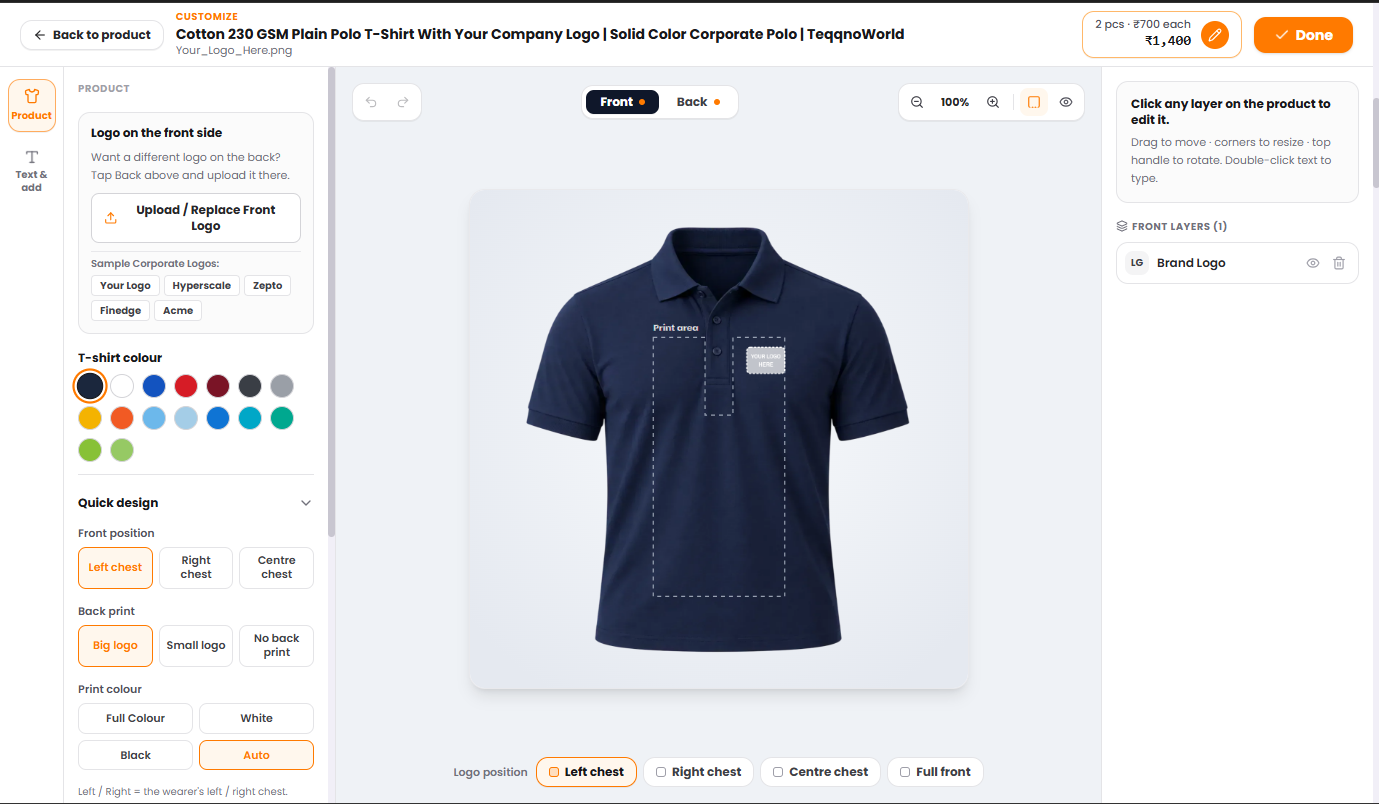 Back to product
CUSTOMIZE
Cotton 230 GSM Plain Polo T-Shirt With Your Company Logo | Solid Color Corporate Polo | TeqqnoWorld
Your_Logo_Here.png
2 pcs · ₹700 each
₹1,400
Done
Product
Text &
add
PRODUCT
Logo on the front side
Want a different logo on the back?
Tap Back above and upload it there.
Upload / Replace Front
Logo
Sample Corporate Logos:
Your Logo
Hyperscale
Zepto
Finedge
Acme
T-shirt colour
Quick design
Front position
Left chest
Right
chest
Centre
chest
Back print
Big logo
Small logo
No back
print
Print colour
Full Colour
White
Black
Auto
Left / Right = the wearer's left / right chest.
Front
Back
100%
Print area
YOUR LOGO
HERE
Logo position
Left chest
Right chest
Centre chest
Full front
Click any layer on the product to
edit it.
Drag to move · corners to resize · top
handle to rotate. Double-click text to
type.
FRONT LAYERS (1)
LG
Brand Logo